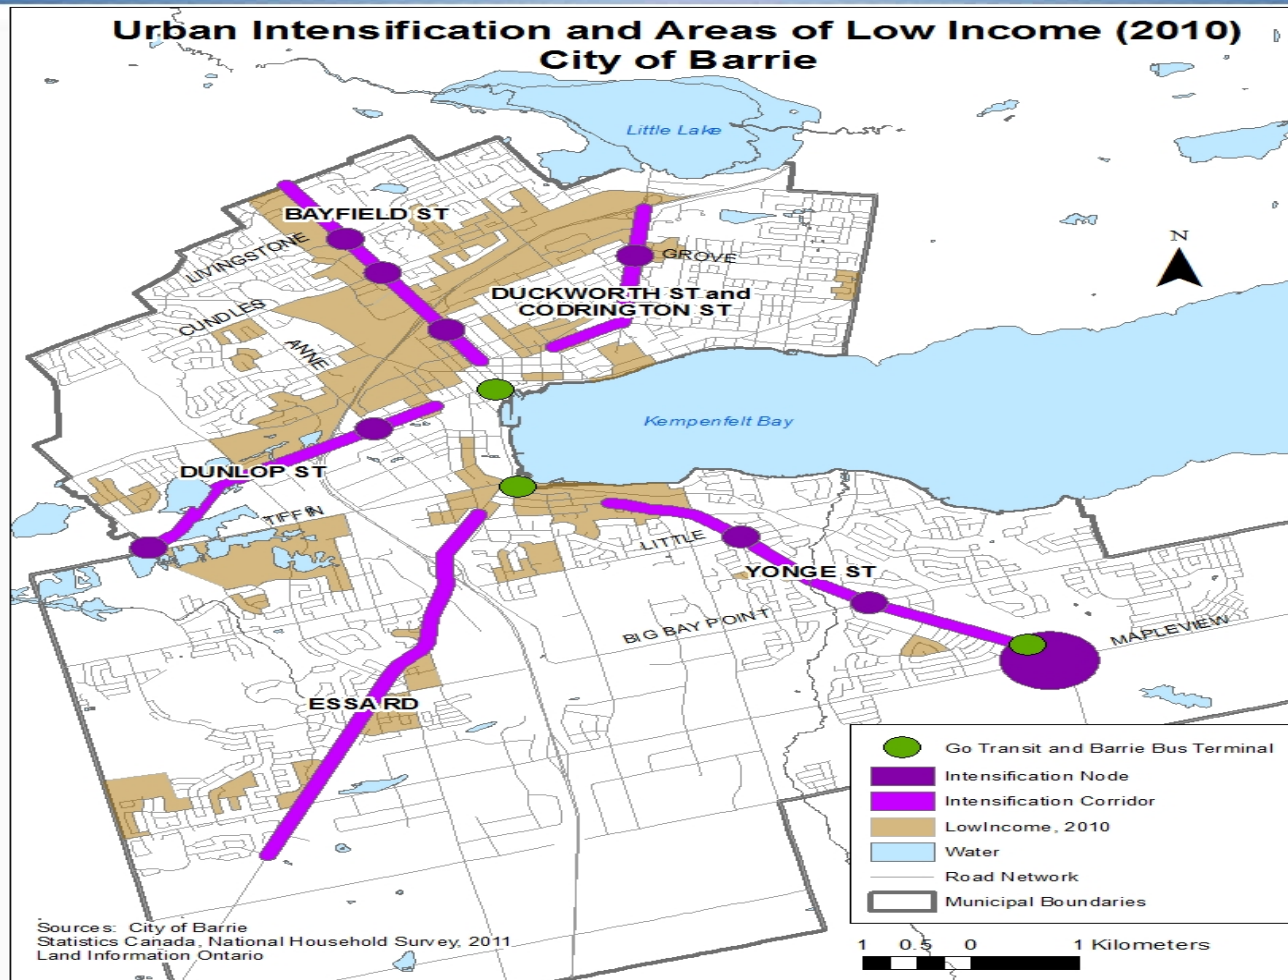 Urban Intensification and Areas of Low Income (2010)
City of Barrie
Little Lake
BAYFIELD ST
LIVINGSTONE
GROVE
N
DUCKWORTH ST and
CODRINGTON ST
CUNDLES
ANNE
Kempenfelt Bay
DUNLOP ST
TIFFIN
LITTLE
YONGE ST
BIG BAY POINT
MAPLEVIEW
ESSA RD
Go Transit and Barrie Bus Terminal
Intensification Node
Intensification Corridor
LowIncome, 2010
Water
Road Network
Municipal Boundaries
Sources: City of Barrie
Statistics Canada, National Household Survey, 2011
Land Information Ontario
1 0.5 0 1 Kilometers